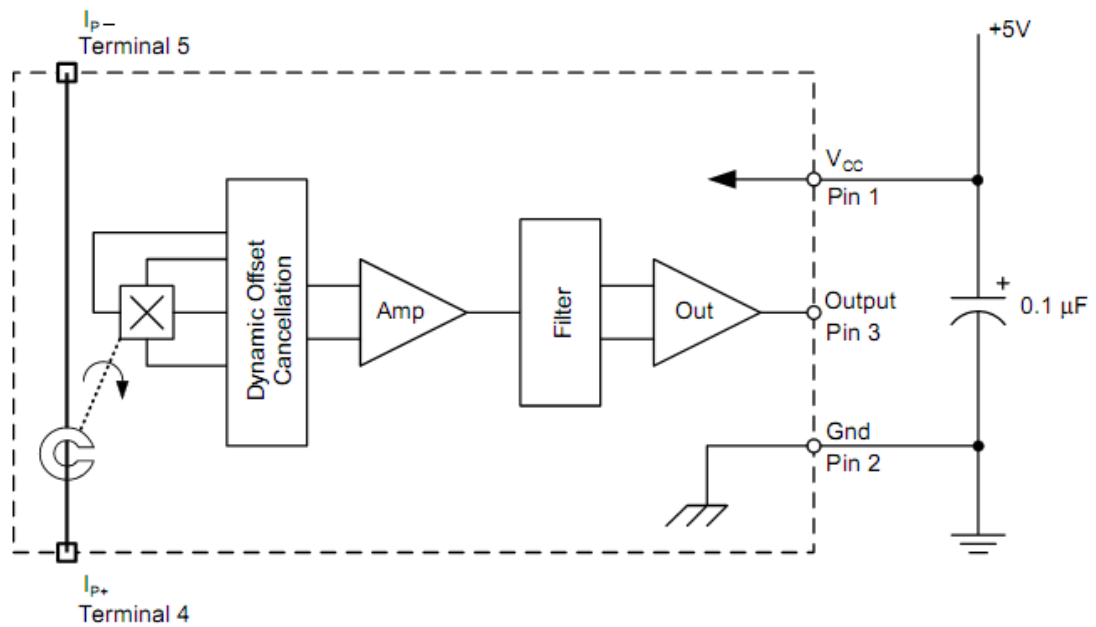 IP−
Terminal 5
+5V
VCC
Pin 1
Dynamic Offset
Cancellation
Amp
Filter
Out
Output
Pin 3
+
0.1 µF
Gnd
Pin 2
IP+
Terminal 4